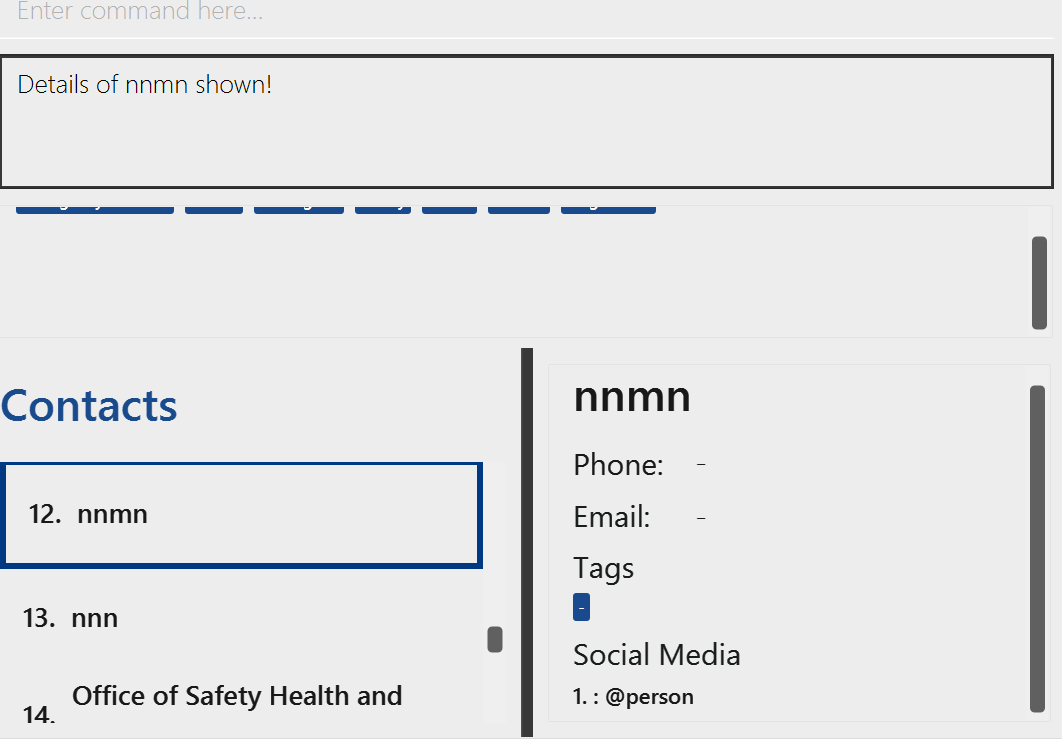 Enter command here...
Details of nnmn shown!
Contacts
12. nnmn
13. nnn
14. Office of Safety Health and
nnmn
Phone: -
Email: -
Tags
-
Social Media
1. : @person